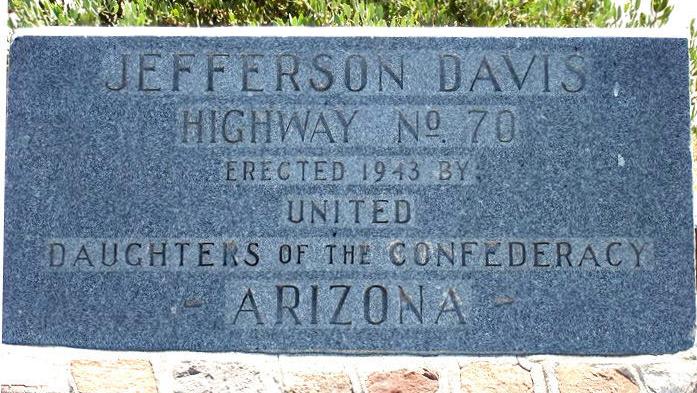 JEFFERSON DAVIS
HIGHWAY No. 70
ERECTED 1943 BY
UNITED
DAUGHTERS OF THE CONFEDERACY
- ARIZONA -